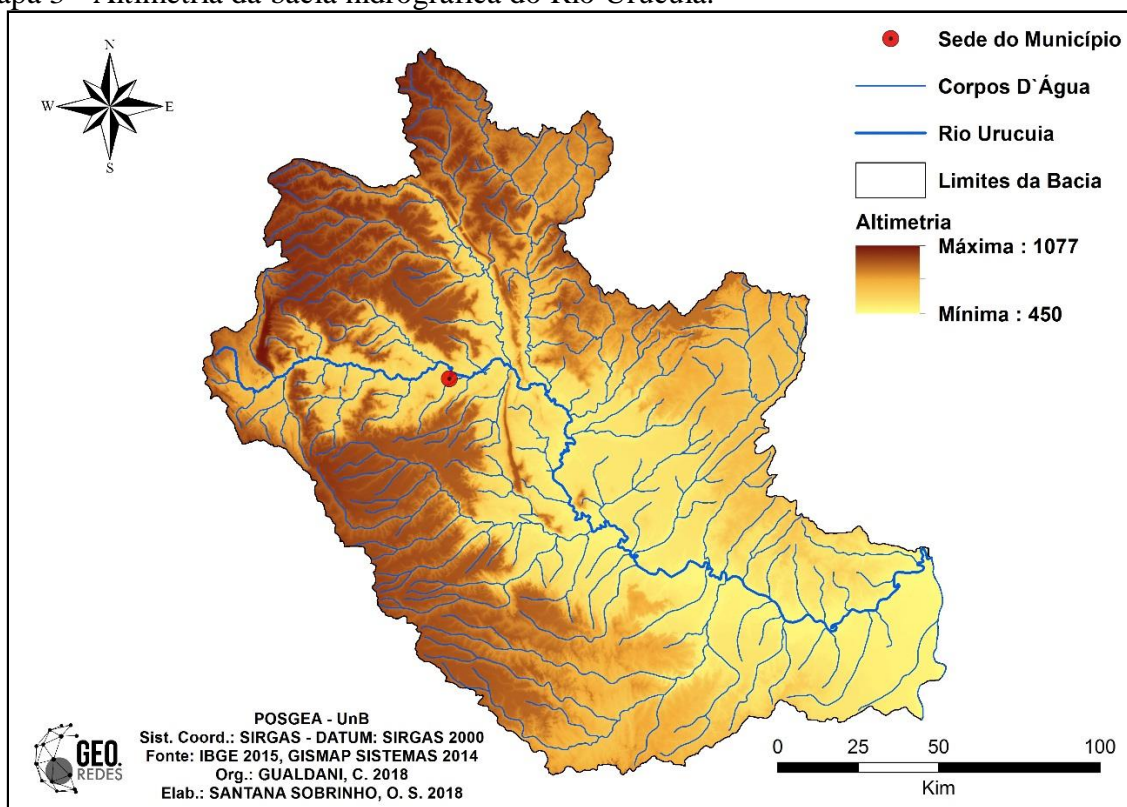 apa 3 - Altimetria da bacia hidrográfica do Rio Urucuia.
N
W
E
S
Sede do Município
Corpos D`Água
Rio Urucuia
Limites da Bacia
Altimetria
Máxima : 1077
Mínima : 450
POSGEA - UnB
Sist. Coord.: SIRGAS - DATUM: SIRGAS 2000
Fonte: IBGE 2015, GISMAP SISTEMAS 2014
Org.: GUALDANI, C. 2018
Elab.: SANTANA SOBRINHO, O. S. 2018
GEO.
REDES
0 25 50 100
Kim